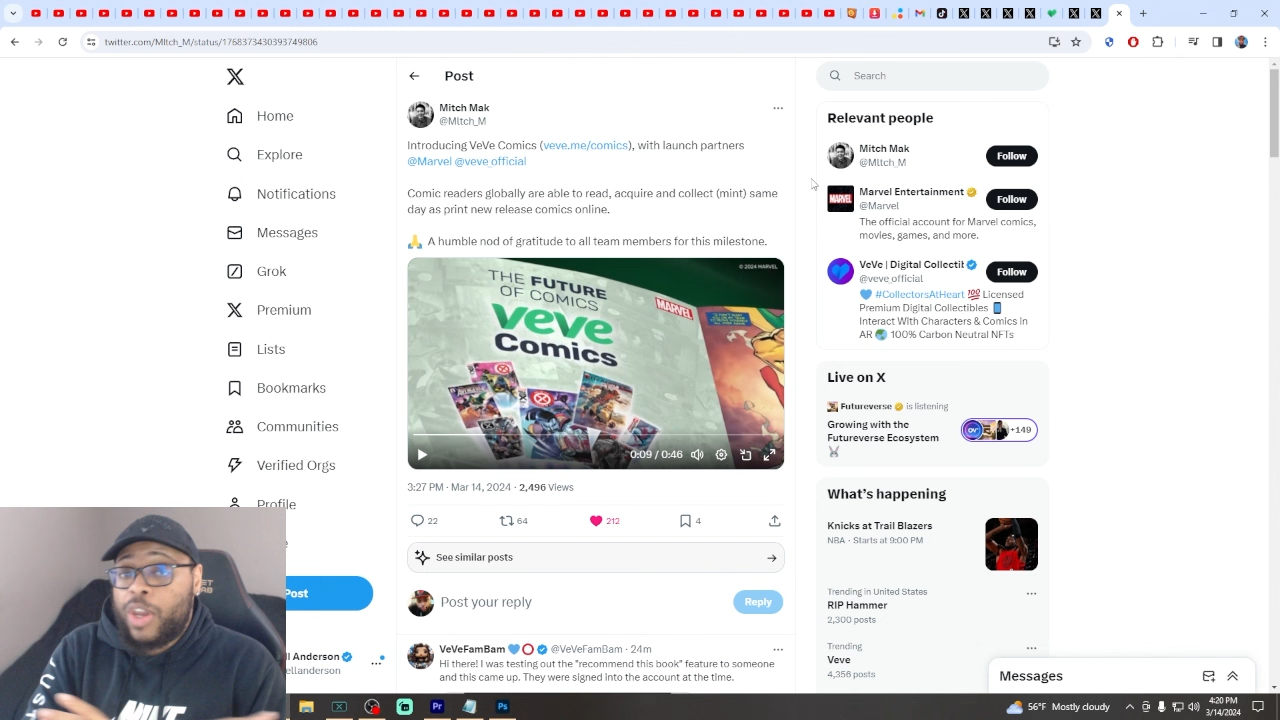 twitter.com/Mltch_M/status/1768373430393749806
Home
Explore
Notifications
Messages
Grok
Premium
Lists
Bookmarks
Communities
Verified Orgs
Profile
Post
ll Anderson
ellanderson
Post
Mitch Mak
@Mltch_M
Introducing VeVe Comics (veve.me/comics), with launch partners
@Marvel @veve_official
Comic readers globally are able to read, acquire and collect (mint) same
day as print new release comics online.
🙏 A humble nod of gratitude to all team members for this milestone.
© 2024 MARVEL
THE FUTURE
OF COMICS
veve
Comics
MARVEL
0:09 / 0:46
3:27 PM · Mar 14, 2024 · 2,496 Views
22 64 212 4
See similar posts
Post your reply
Reply
VeVeFamBam 💙⭕ @VeVeFamBam · 24m
Hi there! I was testing out the "recommend this book" feature to someone
and this came up. They were signed into the account at the time.
Search
Relevant people
Mitch Mak
@Mltch_M
Follow
Marvel Entertainment
@Marvel
Follow
The official account for Marvel comics,
movies, games, and more.
VeVe | Digital Collectit
@veve_official
Follow
💙 #CollectorsAtHeart 💯 Licensed
Premium Digital Collectibles 📱
Interact With Characters & Comics In
AR 🌏 100% Carbon Neutral NFTs
Live on X
Futureverse is listening
Growing with the
Futureverse Ecosystem
+149
What's happening
Knicks at Trail Blazers
NBA · Starts at 9:00 PM
Trending in United States
RIP Hammer
2,300 posts
Trending
Veve
4,356 posts
Messages
56°F Mostly cloudy
4:20 PM
3/14/2024